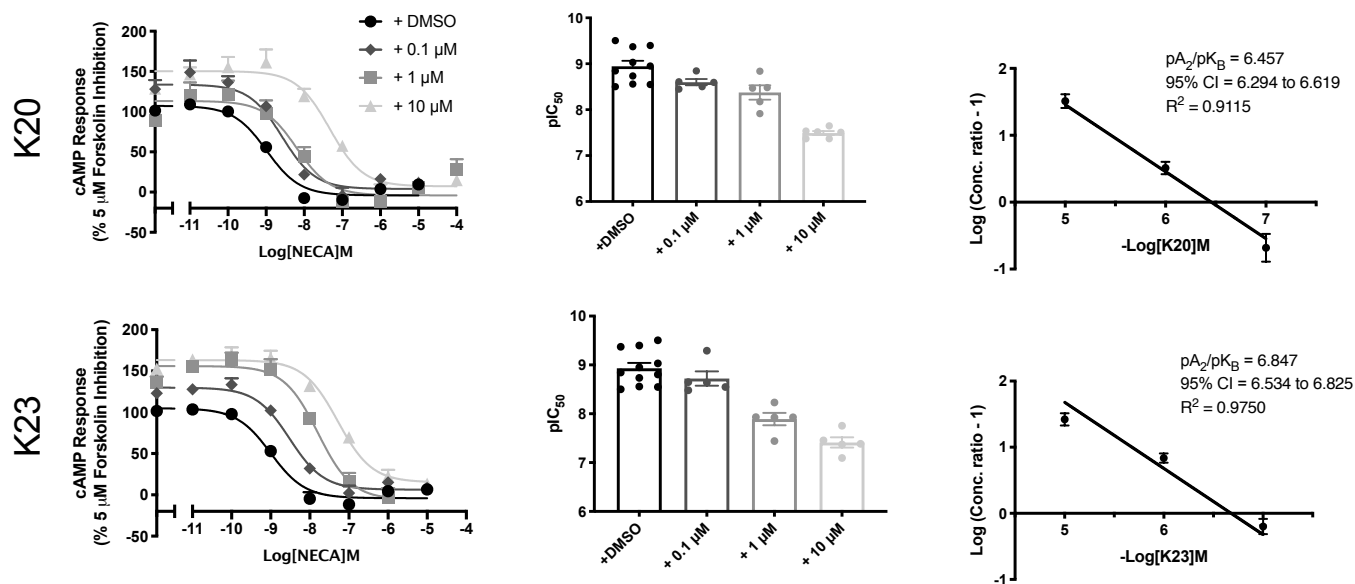 K20
cAMP Response
(% 5 μM Forskolin Inhibition)
200
150
100
50
0
-50
-11
-10
-9
-8
-7
-6
-5
-4
Log[NECA]M
+ DMSO
+ 0.1 μM
+ 1 μM
+ 10 μM
pIC50
10
9
8
7
6
+DMSO
+ 0.1 μM
+ 1 μM
+ 10 μM
Log (Conc. ratio - 1)
2
1
0
-1
5
6
7
-Log[K20]M
pA2/pKB = 6.457
95% CI = 6.294 to 6.619
R2 = 0.9115
K23
cAMP Response
(% 5 μM Forskolin Inhibition)
200
150
100
50
0
-50
-11
-10
-9
-8
-7
-6
-5
-4
Log[NECA]M
pIC50
10
9
8
7
6
+DMSO
+ 0.1 μM
+ 1 μM
+ 10 μM
Log (Conc. ratio - 1)
2
1
0
-1
5
6
7
-Log[K23]M
pA2/pKB = 6.847
95% CI = 6.534 to 6.825
R2 = 0.9750